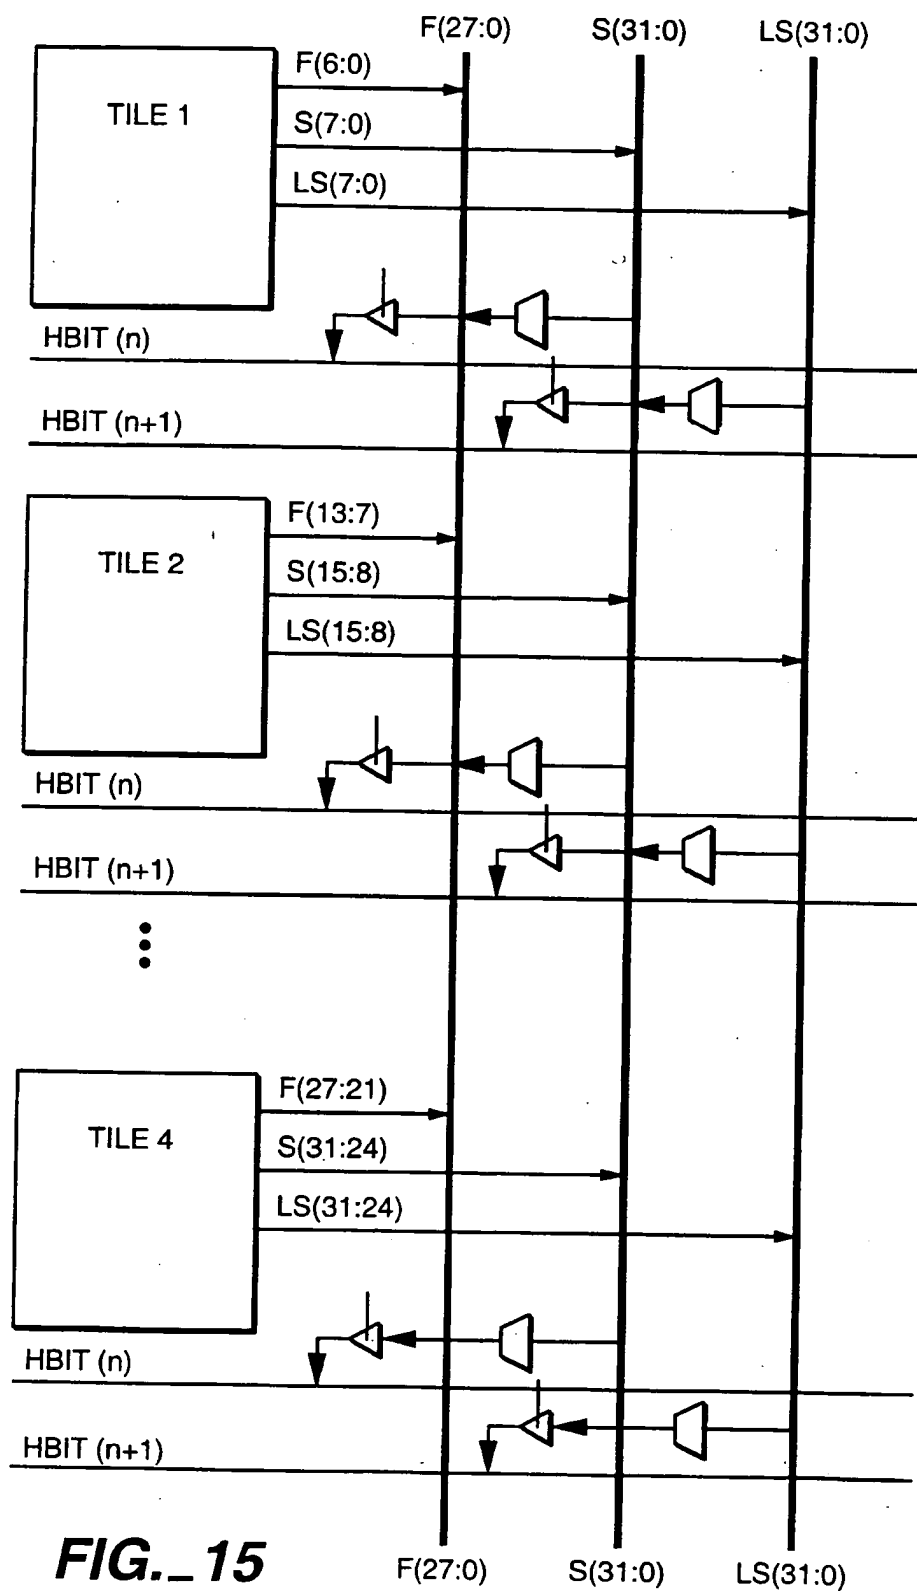 F(27:0) S(31:0) LS(31:0)
F(6:0)
TILE 1
S(7:0)
LS(7:0)
HBIT (n)
HBIT (n+1)
F(13:7)
TILE 2
S(15:8)
LS(15:8)
HBIT (n)
HBIT (n+1)
F(27:21)
TILE 4
S(31:24)
LS(31:24)
HBIT (n)
HBIT (n+1)
FIG._15
F(27:0) S(31:0) LS(31:0)